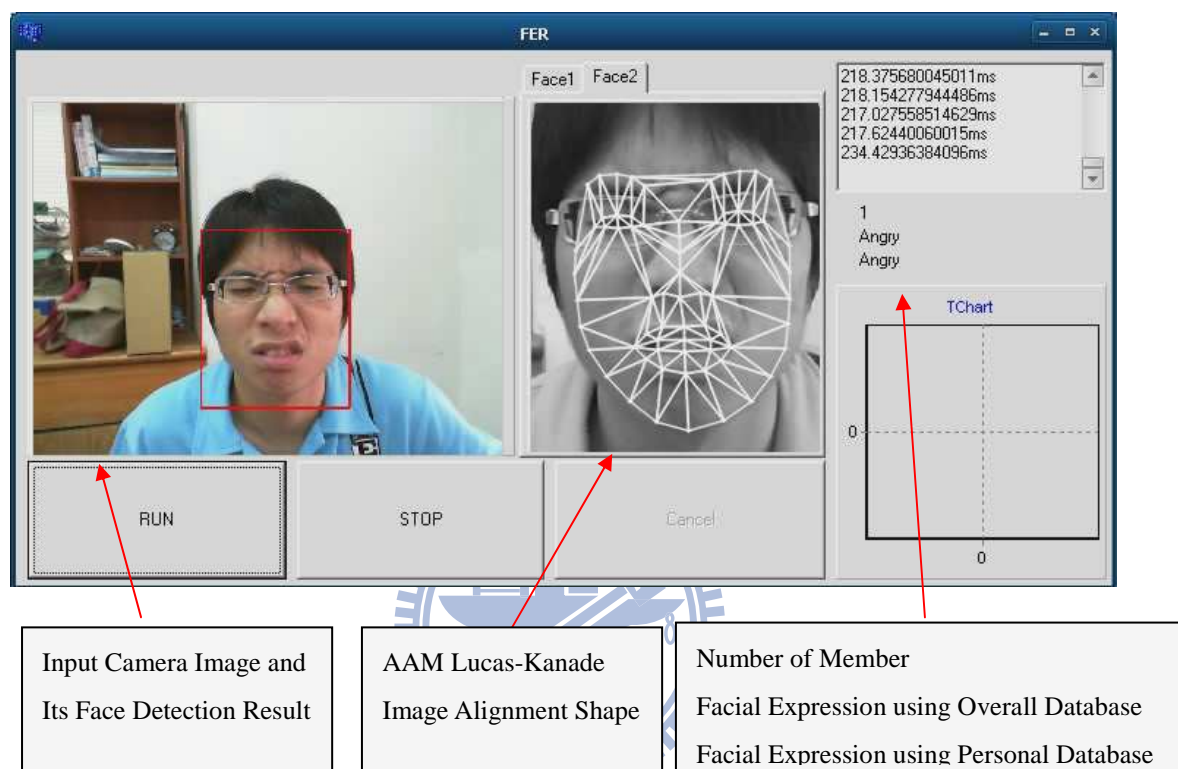 FER
Face1 Face2
218.375680045011ms
218.154277944486ms
217.027558514629ms
217.62440060015ms
234.42936384096ms
1
Angry
Angry
TChart
0
0
RUN
STOP
Cancel
Input Camera Image and
Its Face Detection Result
AAM Lucas-Kanade
Image Alignment Shape
Number of Member
Facial Expression using Overall Database
Facial Expression using Personal Database